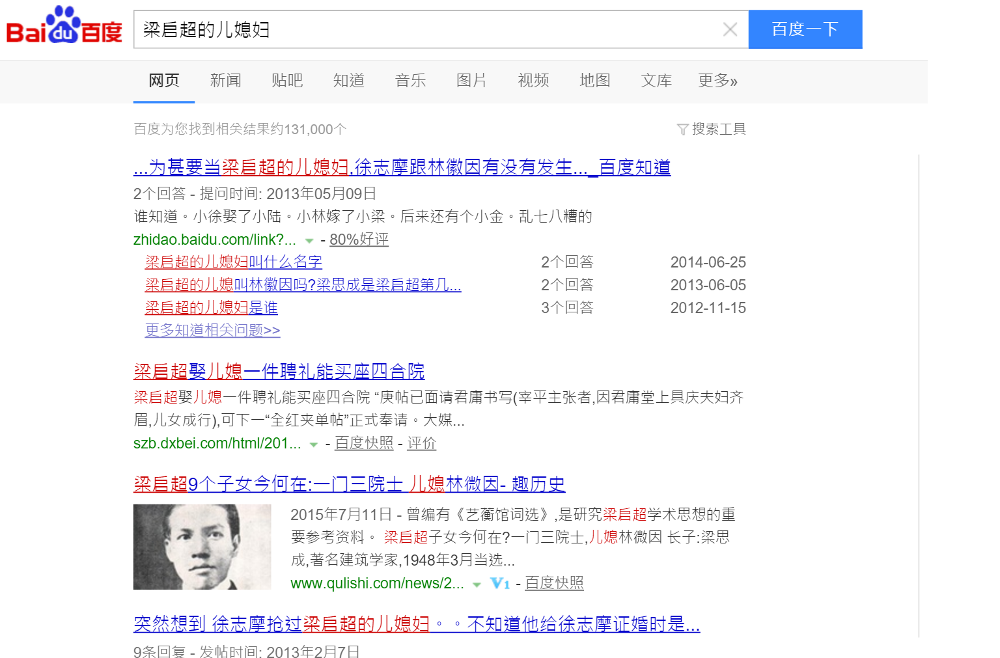 Bai du 百度 梁启超的儿媳妇 百度一下
网页 新闻 贴吧 知道 音乐 图片 视频 地图 文库 更多»
百度为您找到相关结果约131,000个 搜索工具
...为甚要当梁启超的儿媳妇,徐志摩跟林徽因有没有发生..._百度知道
2个回答 - 提问时间: 2013年05月09日
谁知道。小徐娶了小陆。小林嫁了小梁。后来还有个小金。乱七八糟的
zhidao.baidu.com/link?... - 80%好评
梁启超的儿媳妇叫什么名字 2个回答 2014-06-25
梁启超的儿媳叫林徽因吗?梁思成是梁启超第几... 2个回答 2013-06-05
梁启超的儿媳妇是谁 3个回答 2012-11-15
更多知道相关问题>>
梁启超娶儿媳一件聘礼能买座四合院
梁启超娶儿媳一件聘礼能买座四合院 “庚帖已面请君庸书写(宰平主张者,因君庸堂上具庆夫妇齐
眉,儿女成行),可下一“全红夹单帖”正式奉请。大媒...
szb.dxbei.com/html/201... - 百度快照 - 评价
梁启超9个子女今何在:一门三院士 儿媳林微因- 趣历史
2015年7月11日 - 曾编有《艺蘅馆词选》,是研究梁启超学术思想的重
要参考资料。 梁启超子女今何在?一门三院士,儿媳林微因 长子:梁思
成,著名建筑学家,1948年3月当选...
www.qulishi.com/news/2... V1 - 百度快照
突然想到 徐志摩抢过梁启超的儿媳妇。。不知道他给徐志摩证婚时是...
9条回复 - 发帖时间: 2013年2月7日